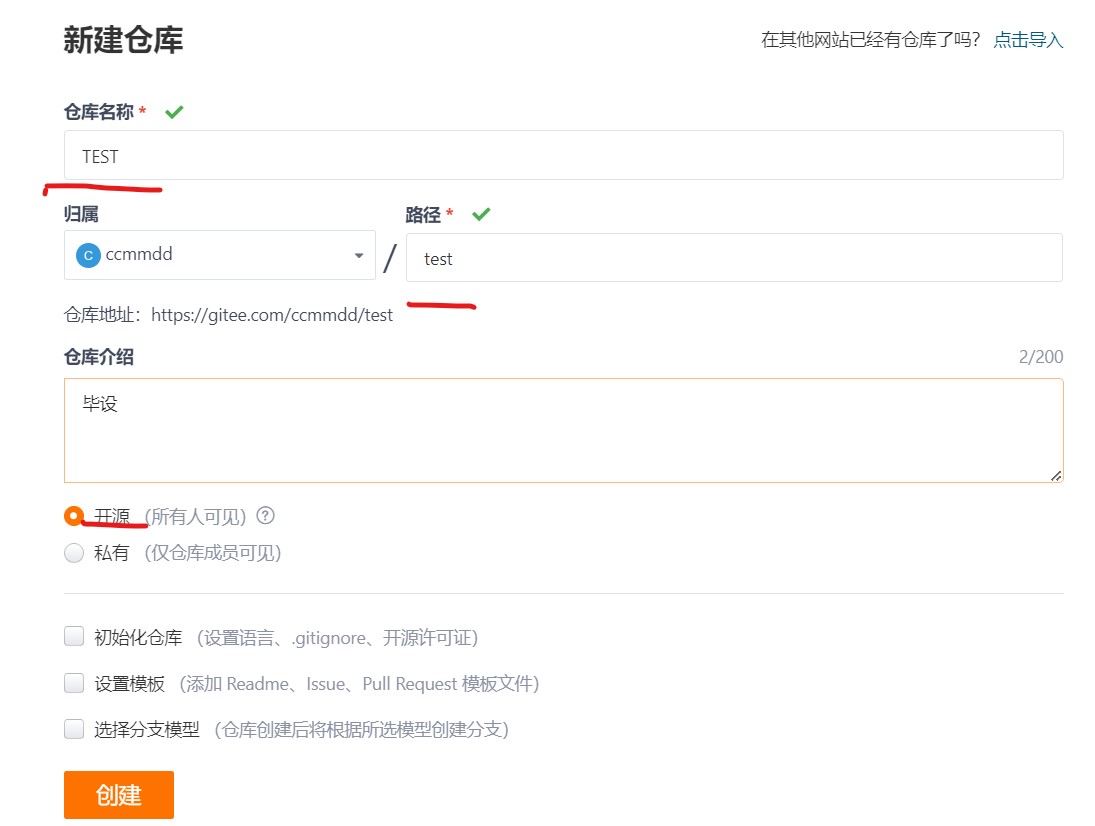 新建仓库
在其他网站已经有仓库了吗？ 点击导入
仓库名称 *
TEST
归属
路径 *
C ccmmdd / test
仓库地址：https://gitee.com/ccmmdd/test
仓库介绍 2/200
毕设
开源 (所有人可见) ?
私有 (仅仓库成员可见)
初始化仓库 (设置语言、.gitignore、开源许可证)
设置模板 (添加 Readme、Issue、Pull Request 模板文件)
选择分支模型 (仓库创建后将根据所选模型创建分支)
创建